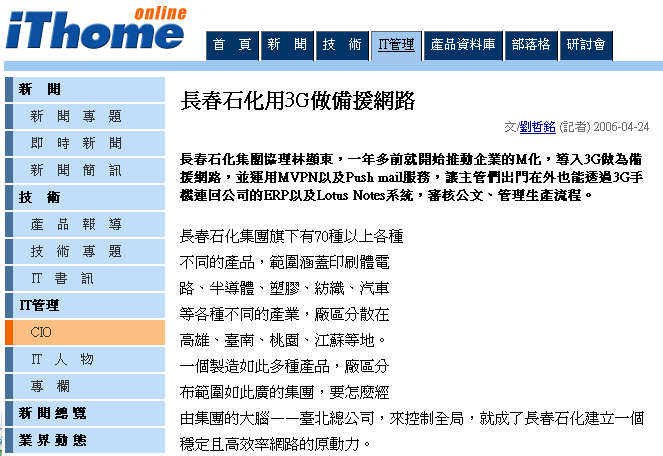 iThome online
首 頁 新 聞 技 術 IT管理 產品資料庫 部落格 研討會
新 聞
新 聞 專 題
即 時 新 聞
新 聞 簡 訊
技 術
產 品 報 導
技 術 專 題
IT 書 訊
IT管理
CIO
IT 人 物
專 欄
新 聞 總 覽
業 界 動 態
長春石化用3G做備援網路
文/劉哲銘 (記者) 2006-04-24
長春石化集團協理林顯東，一年多前就開始推動企業的M化，導入3G做為備
援網路，並運用MVPN以及Push mail服務，讓主管們出門在外也能透過3G手
機連回公司的ERP以及Lotus Notes系統，審核公文、管理生產流程。
長春石化集團旗下有70種以上各種
不同的產品，範圍涵蓋印刷體電
路、半導體、塑膠、紡織、汽車
等各種不同的產業，廠區分散在
高雄、臺南、桃園、江蘇等地。
一個製造如此多種產品，廠區分
布範圍如此廣的集團，要怎麼經
由集團的大腦——臺北總公司，來控制全局，就成了長春石化建立一個
穩定且高效率網路的原動力。